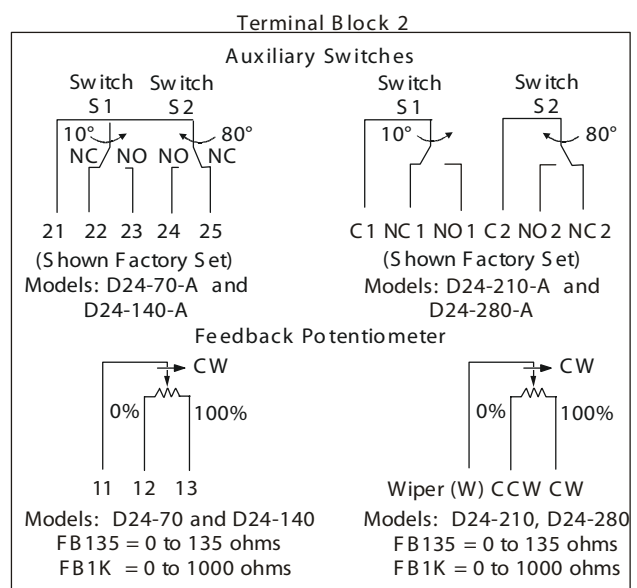 Terminal Block 2
Auxiliary Switches
Switch Switch
S1 S2
10° 80°
NC NO NO NC
21 22 23 24 25
(Shown Factory Set)
Models: D24-70-A and
D24-140-A
Switch Switch
S1 S2
10° 80°
C1 NC1 NO1 C2 NO2 NC2
(Shown Factory Set)
Models: D24-210-A and
D24-280-A
Feedback Potentiometer
CW
0% 100%
11 12 13
Models: D24-70 and D24-140
FB135 = 0 to 135 ohms
FB1K = 0 to 1000 ohms
CW
0% 100%
Wiper (W) CCW CW
Models: D24-210, D24-280
FB135 = 0 to 135 ohms
FB1K = 0 to 1000 ohms